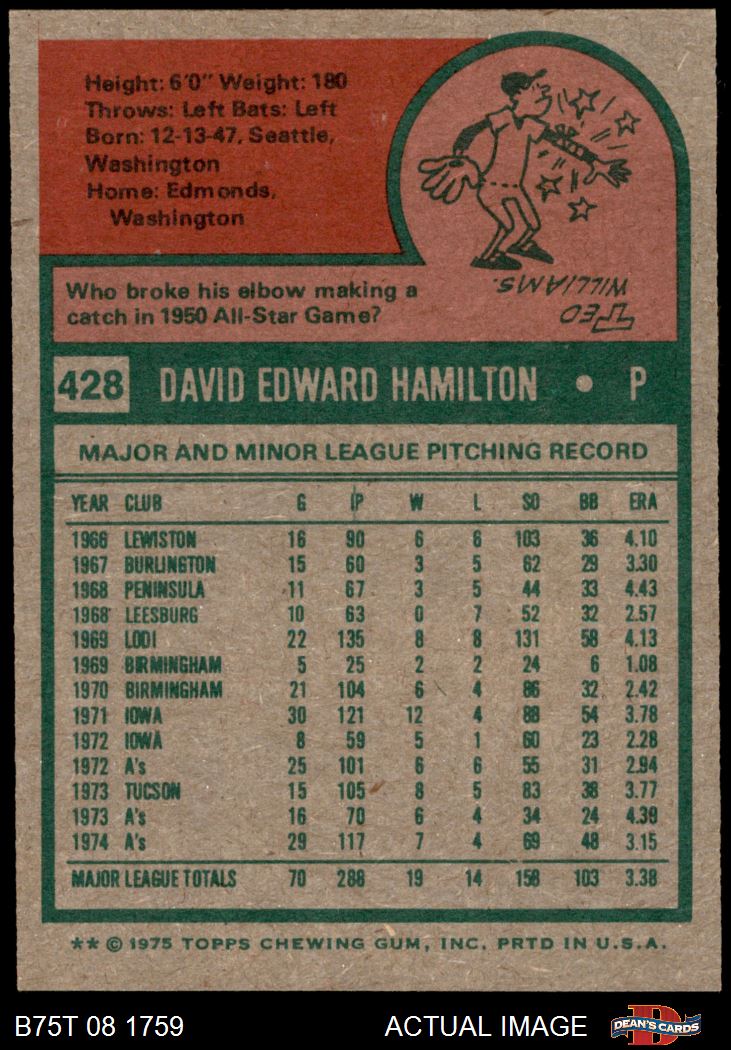 Height: 6'0" Weight: 180
Throws: Left Bats: Left
Born: 12-13-47, Seattle,
Washington
Home: Edmonds,
Washington
TED
WILLIAMS.
Who broke his elbow making a
catch in 1950 All-Star Game?
428 DAVID EDWARD HAMILTON • P
MAJOR AND MINOR LEAGUE PITCHING RECORD
YEAR CLUB G IP W L SO BB ERA
1966 LEWISTON 16 90 6 6 103 36 4.10
1967 BURLINGTON 15 60 3 5 62 29 3.30
1968 PENINSULA 11 67 3 5 44 33 4.43
1968 LEESBURG 10 63 0 7 52 32 2.57
1969 LODI 22 135 8 8 131 58 4.13
1969 BIRMINGHAM 5 25 2 2 24 6 1.08
1970 BIRMINGHAM 21 104 6 4 86 32 2.42
1971 IOWA 30 121 12 4 88 54 3.78
1972 IOWA 8 59 5 1 60 23 2.28
1972 A's 25 101 6 6 55 31 2.94
1973 TUCSON 15 105 8 5 83 38 3.77
1973 A's 16 70 6 4 34 24 4.39
1974 A's 29 117 7 4 69 48 3.15
MAJOR LEAGUE TOTALS 70 288 19 14 158 103 3.38
** © 1975 TOPPS CHEWING GUM, INC. PRTD IN U.S.A.
B75T 08 1759 ACTUAL IMAGE DEAN'S CARDS